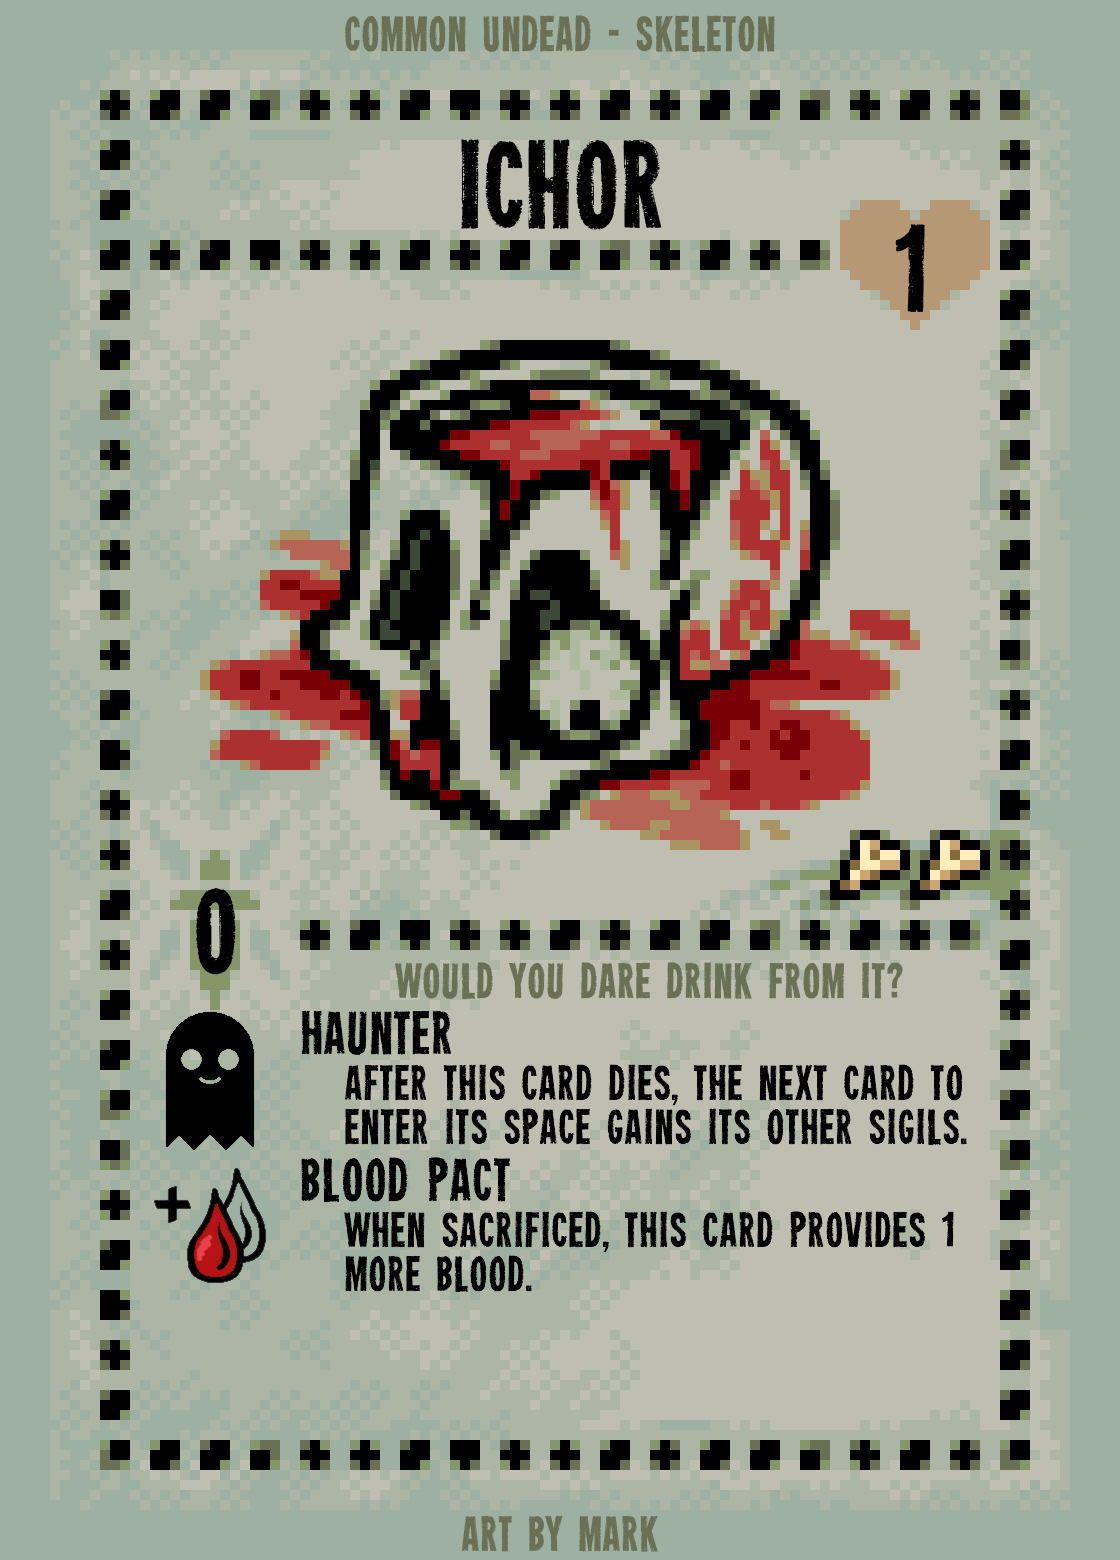 COMMON UNDEAD - SKELETON
ICHOR
1
0
WOULD YOU DARE DRINK FROM IT?
HAUNTER
AFTER THIS CARD DIES, THE NEXT CARD TO
ENTER ITS SPACE GAINS ITS OTHER SIGILS.
BLOOD PACT
+
WHEN SACRIFICED, THIS CARD PROVIDES 1
MORE BLOOD.
ART BY MARK